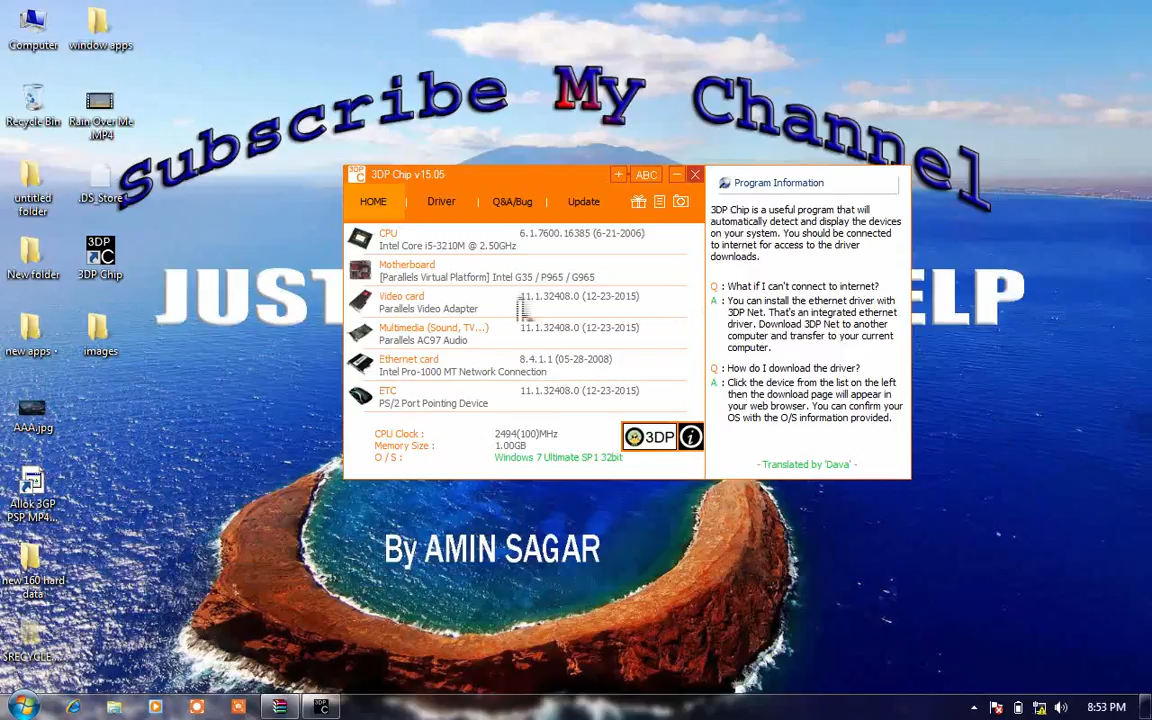 Computer
window apps
Recycle Bin
Rain Over Me
.MP4
untitled
folder
.DS_Store
New folder
3DP
C
3DP Chip
new apps
images
AAA.jpg
Allok 3GP
PSP MP4...
new 160 hard
data
$RECYCLE....
Subscribe My Channel
JUST
ELP
By AMIN SAGAR
3DP Chip v15.05
+ ABC
HOME
Driver
Q&A/Bug
Update
CPU 6.1.7600.16385 (6-21-2006)
Intel Core i5-3210M @ 2.50GHz
Motherboard
[Parallels Virtual Platform] Intel G35 / P965 / G965
Video card 11.1.32408.0 (12-23-2015)
Parallels Video Adapter
Multimedia (Sound, TV...) 11.1.32408.0 (12-23-2015)
Parallels AC97 Audio
Ethernet card 8.4.1.1 (05-28-2008)
Intel Pro-1000 MT Network Connection
ETC 11.1.32408.0 (12-23-2015)
PS/2 Port Pointing Device
CPU Clock : 2494(100)MHz
Memory Size : 1.00GB
O / S : Windows 7 Ultimate SP1 32bit
3DP i
Program Information
3DP Chip is a useful program that will
automatically detect and display the devices
on your system. You should be connected
to internet for access to the driver
downloads.
Q : What if I can't connect to internet?
A : You can install the ethernet driver with
3DP Net. That's an integrated ethernet
driver. Download 3DP Net to another
computer and transfer to your current
computer.
Q : How do I download the driver?
A : Click the device from the list on the left
then the download page will appear in
your web browser. You can confirm your
OS with the O/S information provided.
- Translated by 'Dava' -
8:53 PM